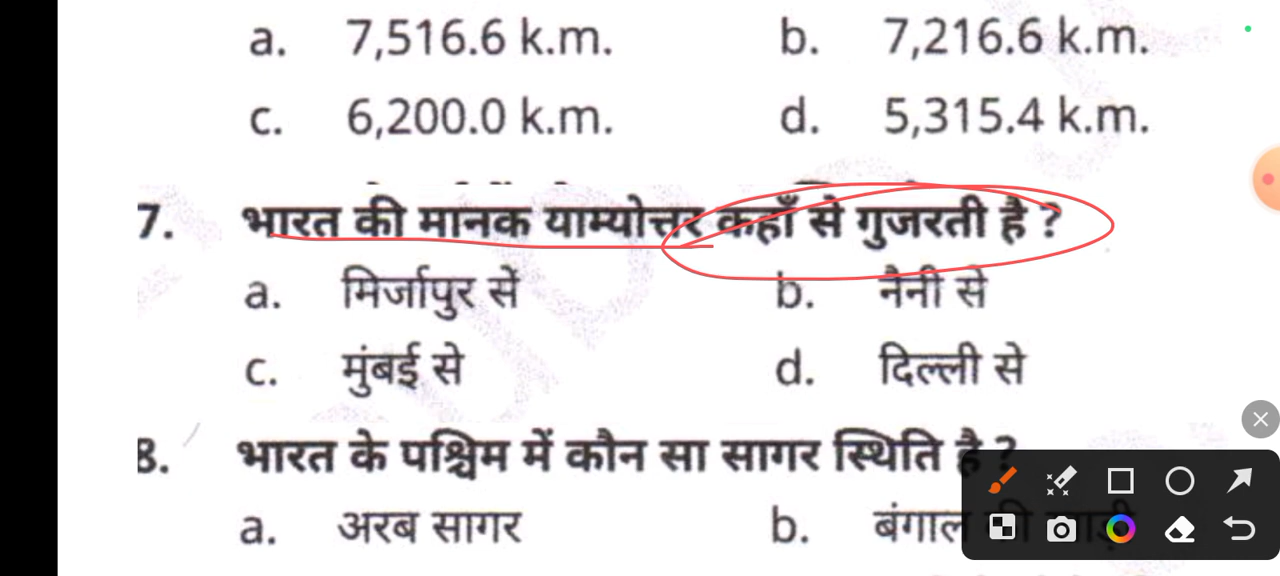 a. 7,516.6 k.m. b. 7,216.6 k.m.
c. 6,200.0 k.m. d. 5,315.4 k.m.
7. भारत की मानक याम्योत्तर कहाँ से गुजरती है ?
a. मिर्जापुर से b. नैनी से
c. मुंबई से d. दिल्ली से
8. भारत के पश्चिम में कौन सा सागर स्थिति है ?
a. अरब सागर b. बंगाल की खाड़ी